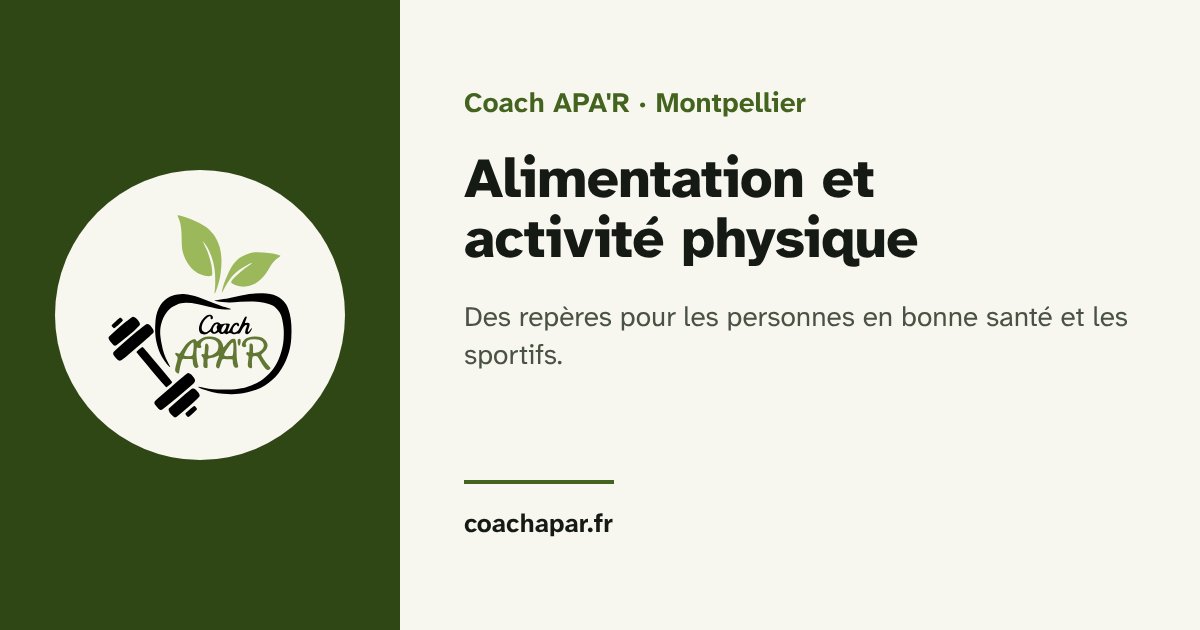 Coach
APA'R
Coach APA'R · Montpellier
Alimentation et
activité physique
Des repères pour les personnes en bonne santé et les
sportifs.
coachapar.fr